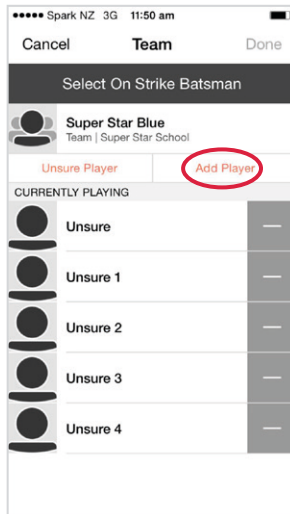 ●●●●● Spark NZ 3G 11:50 am
Cancel Team Done
Select On Strike Batsman
Super Star Blue
Team | Super Star School
Unsure Player Add Player
CURRENTLY PLAYING
Unsure
Unsure 1
Unsure 2
Unsure 3
Unsure 4